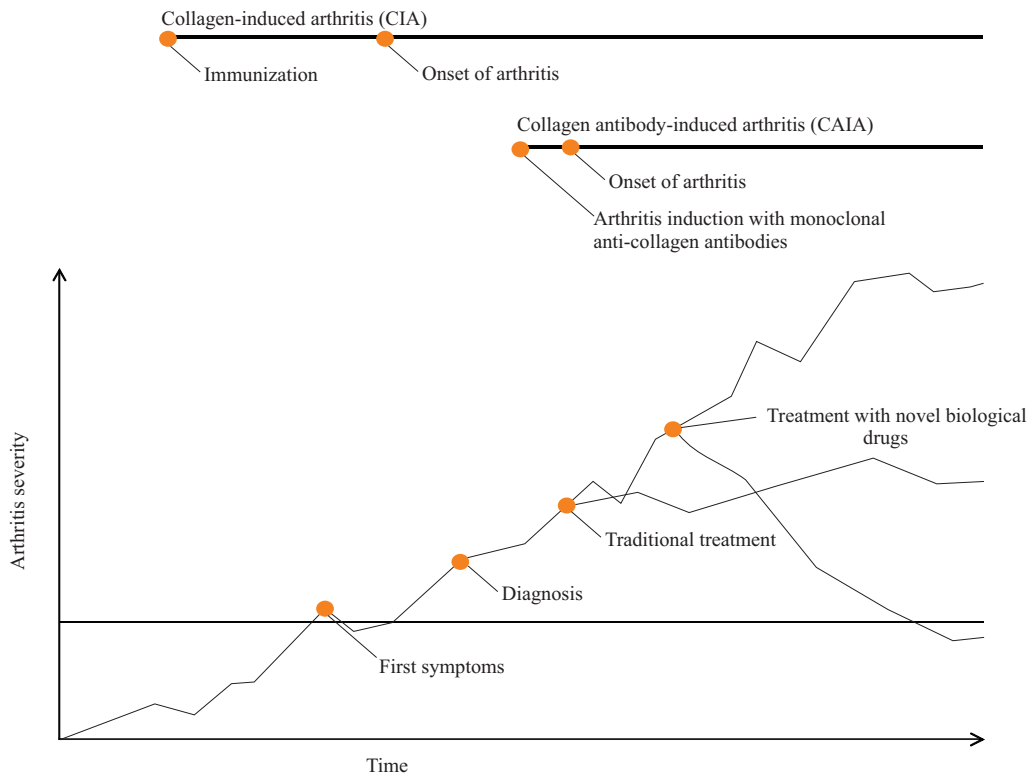 Collagen-induced arthritis (CIA)
Immunization
Onset of arthritis
Collagen antibody-induced arthritis (CAIA)
Onset of arthritis
Arthritis induction with monoclonal
anti-collagen antibodies
Treatment with novel biological
drugs
Traditional treatment
Diagnosis
First symptoms
Arthritis severity
Time